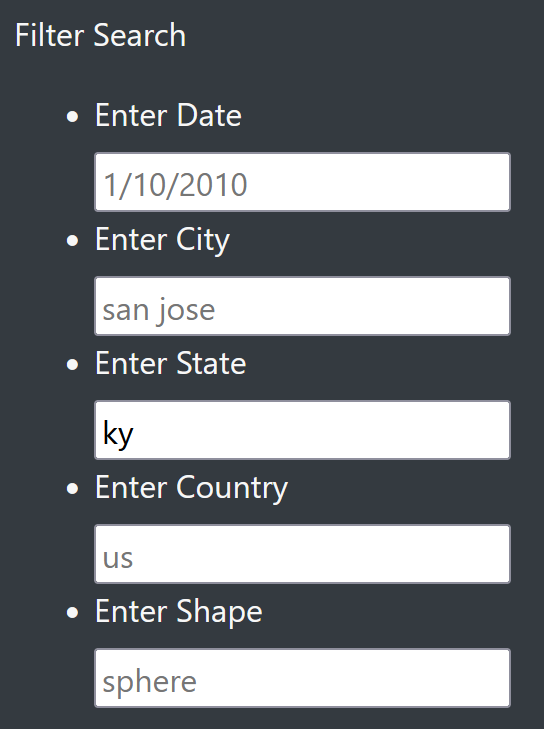 Filter Search
Enter Date
1/10/2010
Enter City
san jose
Enter State
ky
Enter Country
us
Enter Shape
sphere